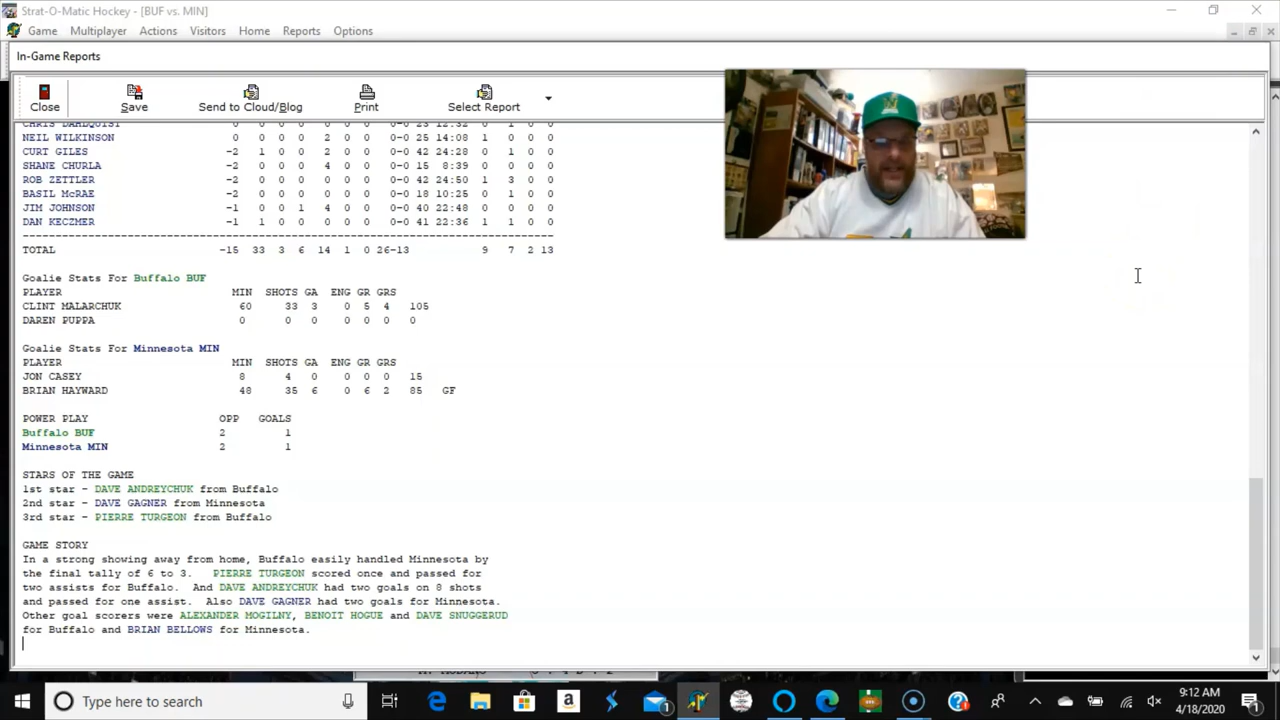 Strat-O-Matic Hockey - [BUF vs. MIN]
Game Multiplayer Actions Visitors Home Reports Options
In-Game Reports
Close Save Send to Cloud/Blog Print Select Report
CHRIS DAHLQUIST 0 0 0 0 0 0 0-0 23 12:32 0 1 0 0
NEIL WILKINSON 0 0 0 0 2 0 0 0-0 25 14:08 1 0 0 0
CURT GILES -2 1 0 0 2 0 0 0-0 42 24:28 0 1 0 0
SHANE CHURLA -2 0 0 0 4 0 0 0-0 15 8:39 0 0 0 0
ROB ZETTLER -2 0 0 0 0 0 0 0-0 42 24:50 1 3 0 0
BASIL McRAE -2 0 0 0 0 0 0 0-0 18 10:25 0 1 0 0
JIM JOHNSON -1 0 0 1 4 0 0 0-0 40 22:48 0 0 0 0
DAN KECZMER -1 1 0 0 0 0 0 0-0 41 22:36 1 1 0 0
TOTAL -15 33 3 6 14 1 0 26-13 9 7 2 13
Goalie Stats For Buffalo BUF
PLAYER MIN SHOTS GA ENG GR GRS
CLINT MALARCHUK 60 33 3 0 5 4 105
DAREN PUPPA 0 0 0 0 0 0 0
Goalie Stats For Minnesota MIN
PLAYER MIN SHOTS GA ENG GR GRS
JON CASEY 8 4 0 0 0 0 15
BRIAN HAYWARD 48 35 6 0 6 2 85 GF
POWER PLAY OPP GOALS
Buffalo BUF 2 1
Minnesota MIN 2 1
STARS OF THE GAME
1st star - DAVE ANDREYCHUK from Buffalo
2nd star - DAVE GAGNER from Minnesota
3rd star - PIERRE TURGEON from Buffalo
GAME STORY
In a strong showing away from home, Buffalo easily handled Minnesota by
the final tally of 6 to 3. PIERRE TURGEON scored once and passed for
two assists for Buffalo. And DAVE ANDREYCHUK had two goals on 8 shots
and passed for one assist. Also DAVE GAGNER had two goals for Minnesota.
Other goal scorers were ALEXANDER MOGILNY, BENOIT HOGUE and DAVE SNUGGERUD
for Buffalo and BRIAN BELLOWS for Minnesota.
Type here to search
9:12 AM
4/18/2020